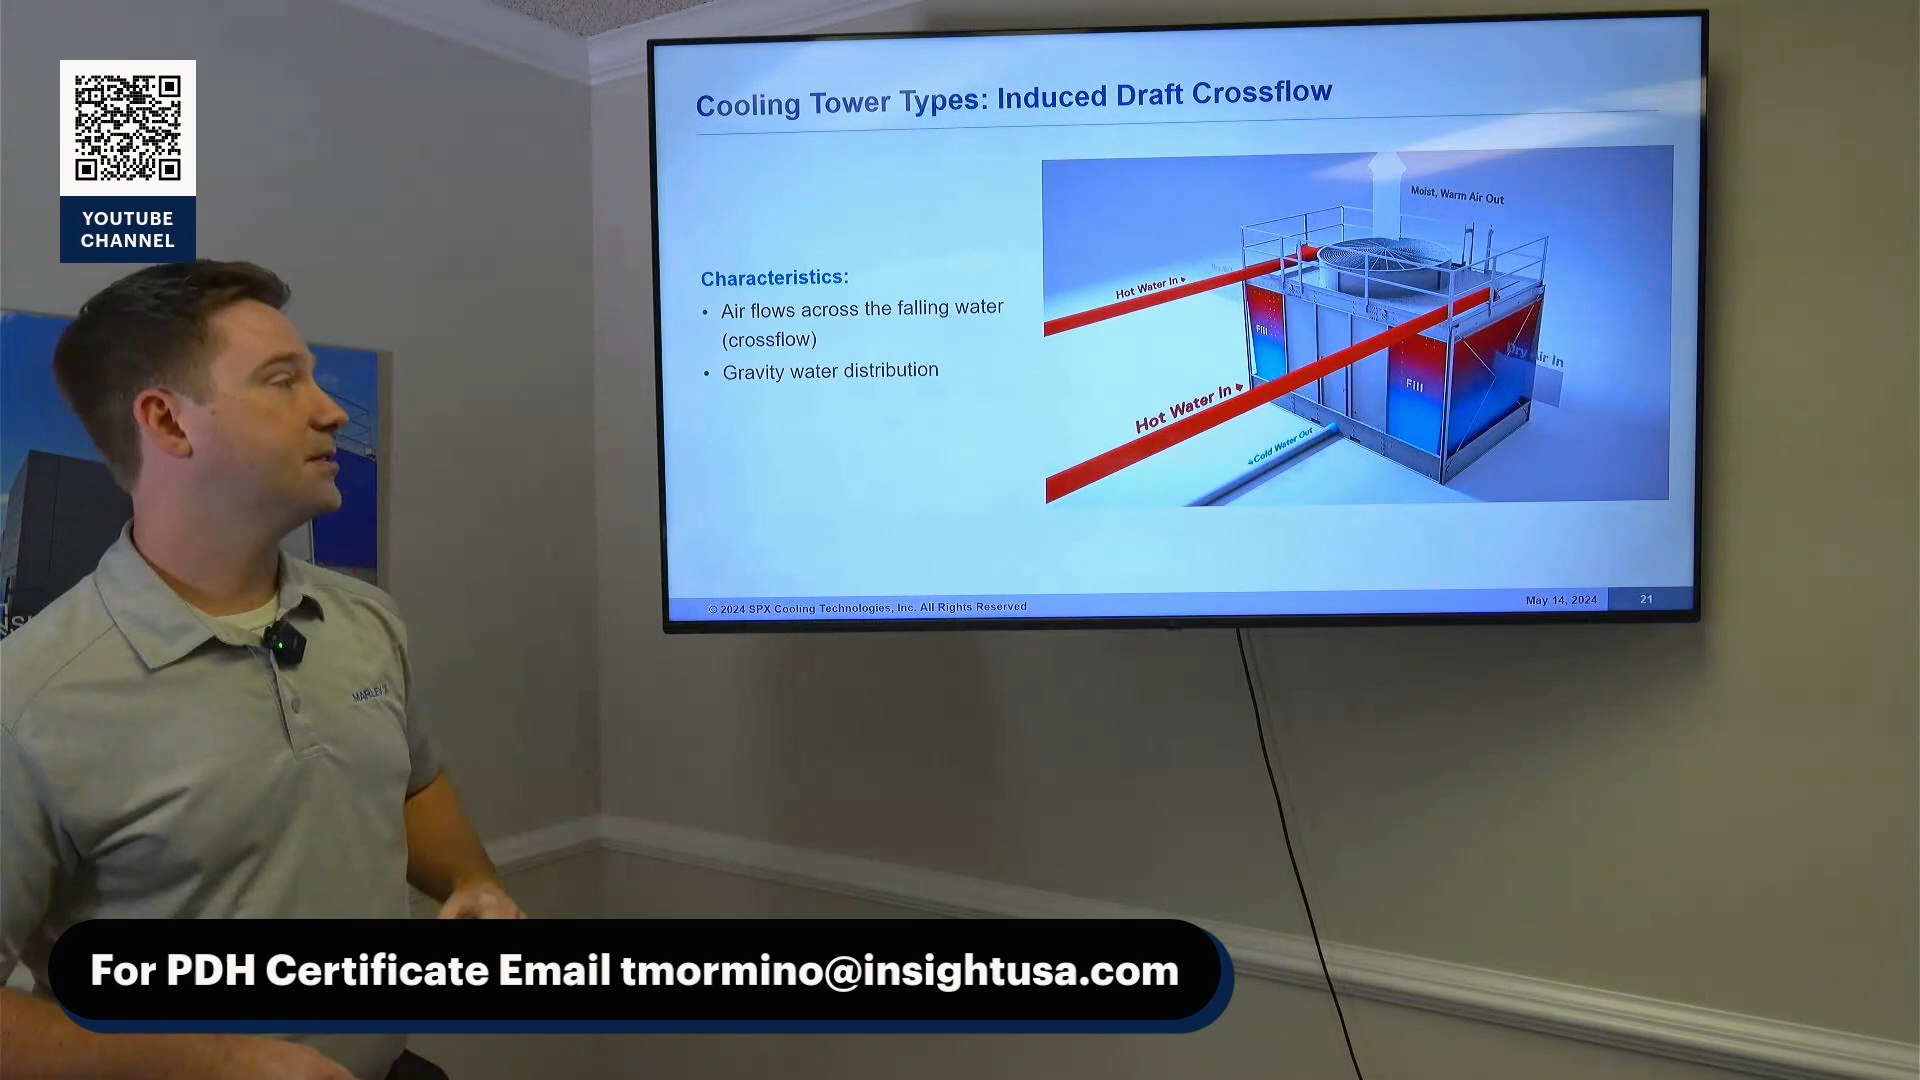 YOUTUBE
CHANNEL
Cooling Tower Types: Induced Draft Crossflow
Characteristics:
• Air flows across the falling water
(crossflow)
• Gravity water distribution
Moist, Warm Air Out
Hot Water In
Fill
Dry Air In
Fill
Hot Water In
Cold Water Out
© 2024 SPX Cooling Technologies, Inc. All Rights Reserved
May 14, 2024
21
MARLEY
For PDH Certificate Email tmormino@insightusa.com